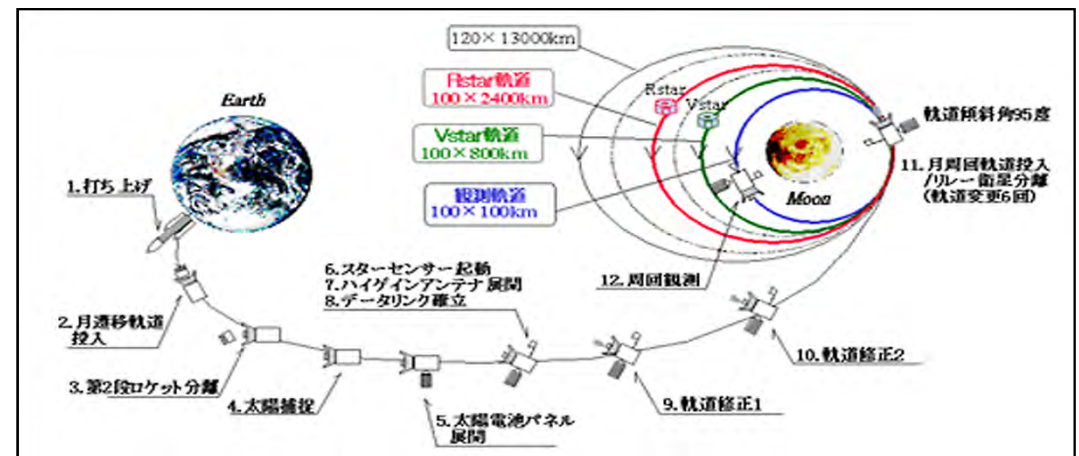 Earth
1.打ち上げ
2.月遷移軌道
投入
3.第2段ロケット分離
4.太陽捕捉
5.太陽電池パネル
展開
6.スターセンサー起動
7.ハイゲインアンテナ展開
8.データリンク確立
9.軌道修正1
10.軌道修正2
120×13000km
Rstar軌道
100×2400km
Vstar軌道
100×800km
観測軌道
100×100km
Rstar
Vstar
Moon
軌道傾斜角95度
11.月周回軌道投入
/リレー衛星分離
(軌道変更6回)
12.周回観測